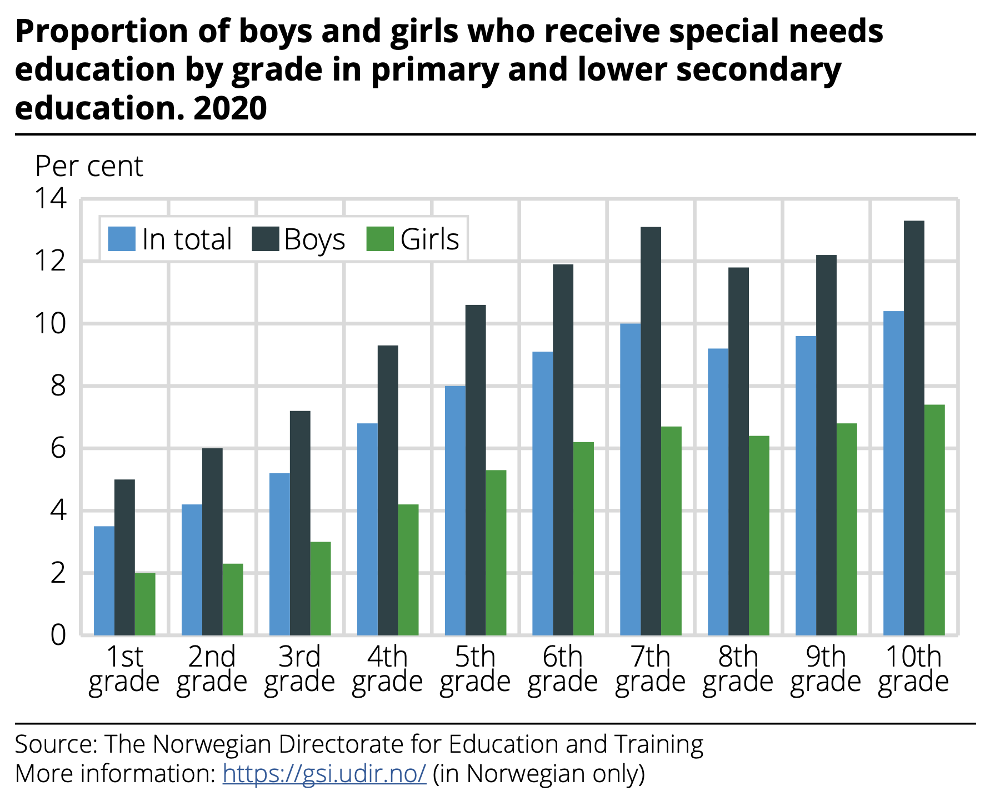 Proportion of boys and girls who receive special needs
education by grade in primary and lower secondary
education. 2020
Per cent
14
In total Boys Girls
12
10
8
6
4
2
0
1st 2nd 3rd 4th 5th 6th 7th 8th 9th 10th
grade grade grade grade grade grade grade grade grade grade
Source: The Norwegian Directorate for Education and Training
More information: https://gsi.udir.no/ (in Norwegian only)